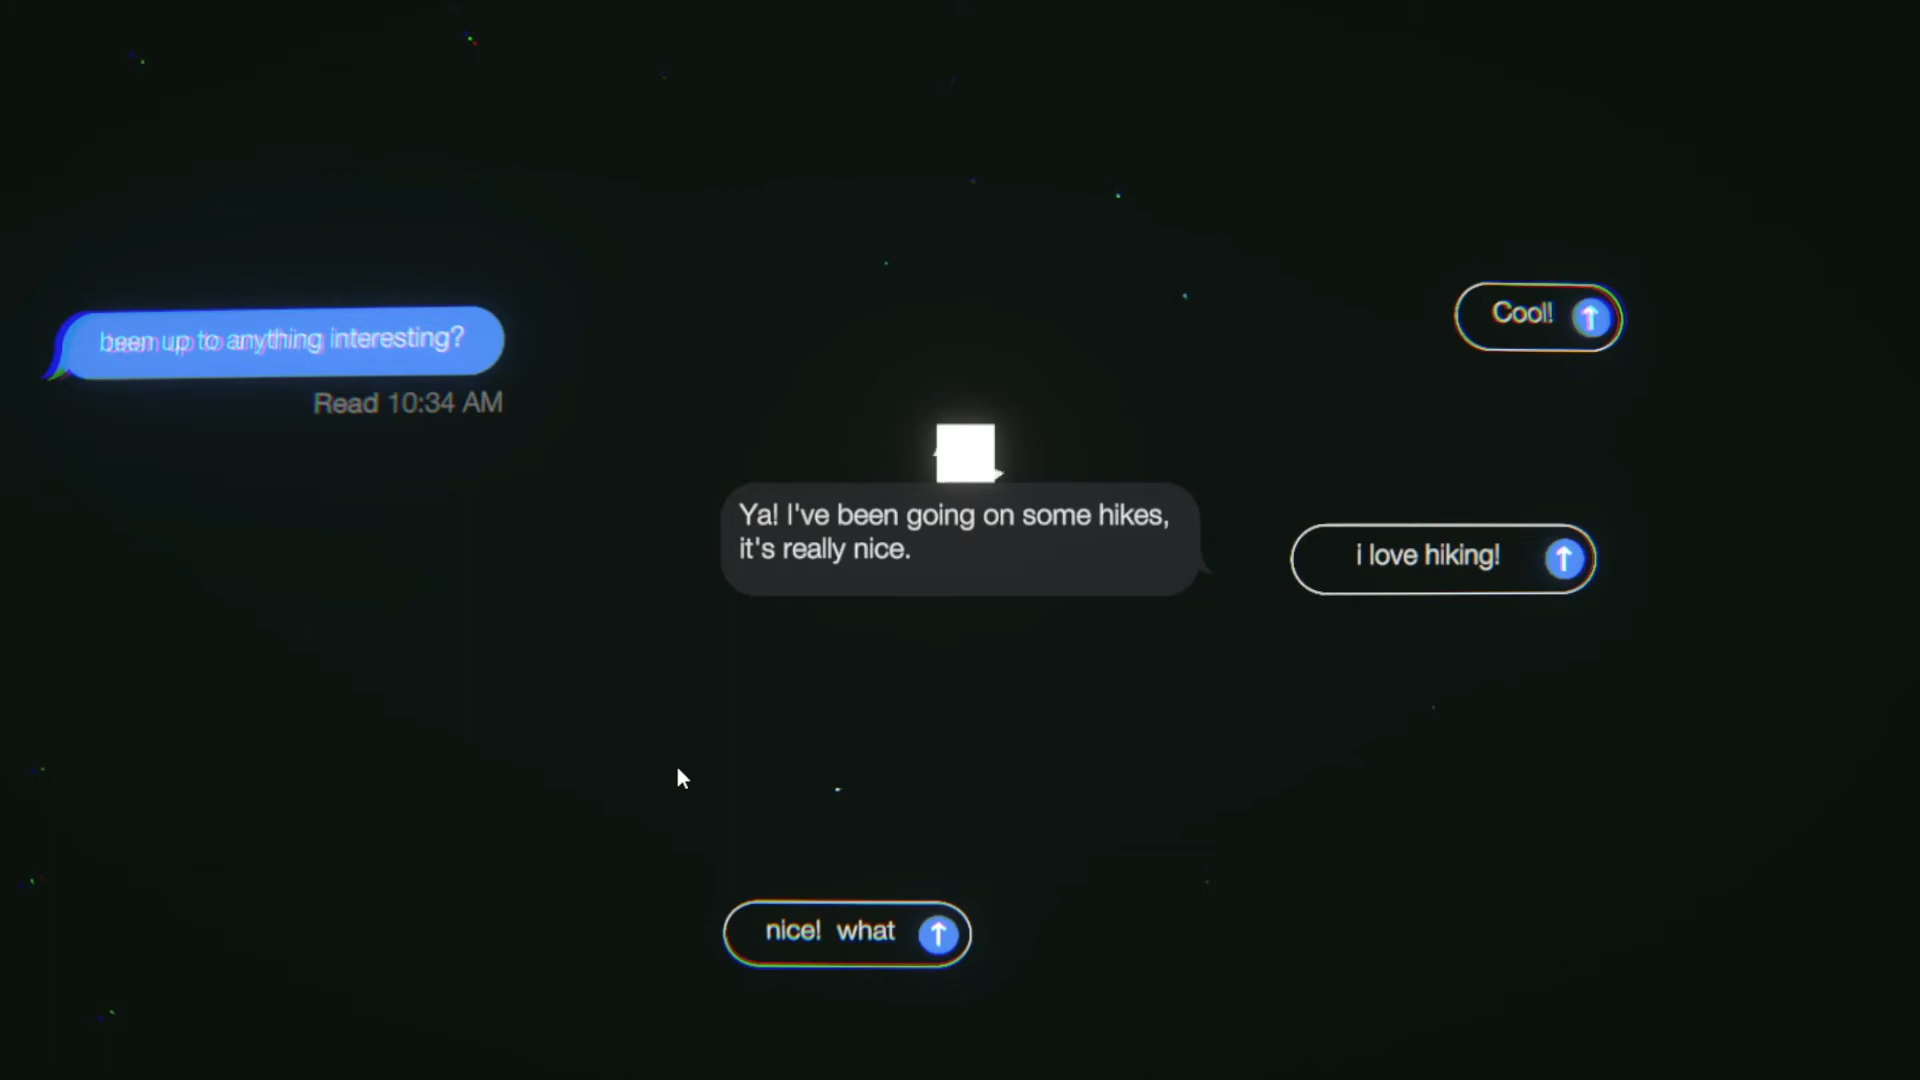 been up to anything interesting?
Read 10:34 AM
Cool!
Ya! I've been going on some hikes,
it's really nice.
i love hiking!
nice!  what